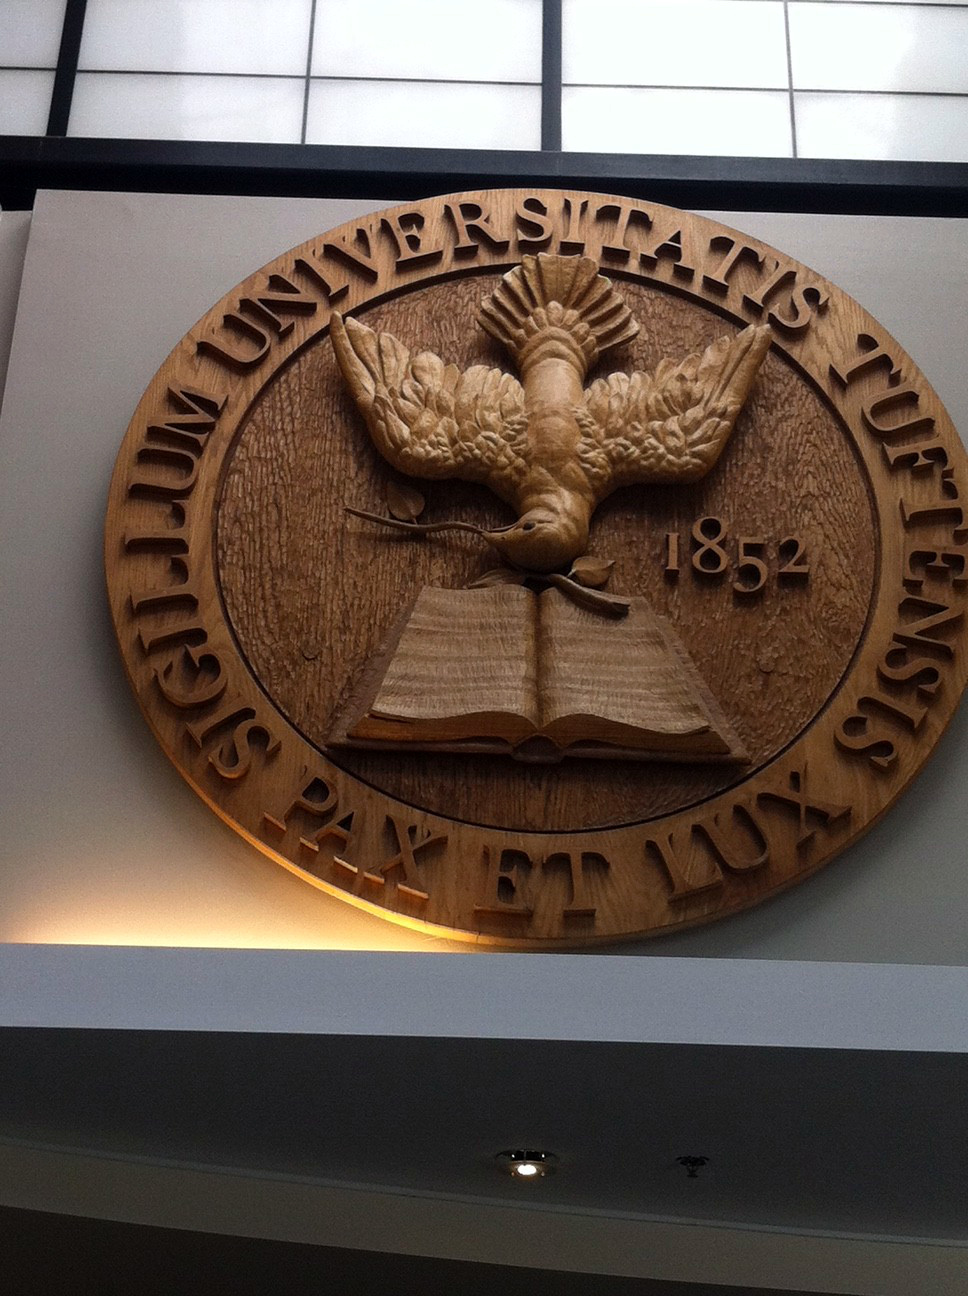 SIGILLUM UNIVERSITATIS TUFTENSIS
1852
PAX ET LUX